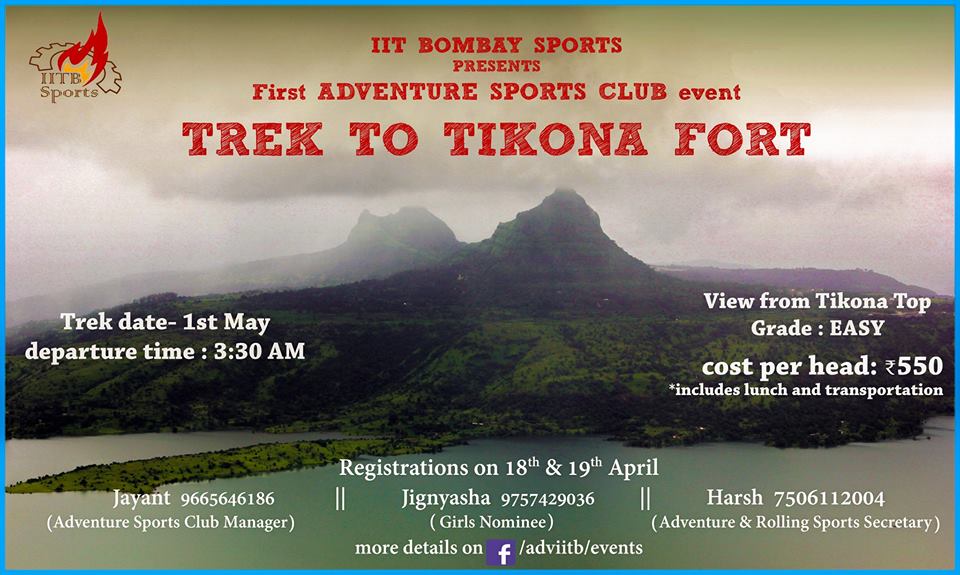 IITB
Sports
IIT BOMBAY SPORTS
PRESENTS
First ADVENTURE SPORTS CLUB event
TREK TO TIKONA FORT
Trek date- 1st May
departure time : 3:30 AM
View from Tikona Top
Grade : EASY
cost per head: ₹550
*includes lunch and transportation
Registrations on 18th & 19th April
Jayant 9665646186 || Jignyasha 9757429036 || Harsh 7506112004
(Adventure Sports Club Manager) (Girls Nominee) (Adventure & Rolling Sports Secretary)
more details on f /adviitb/events